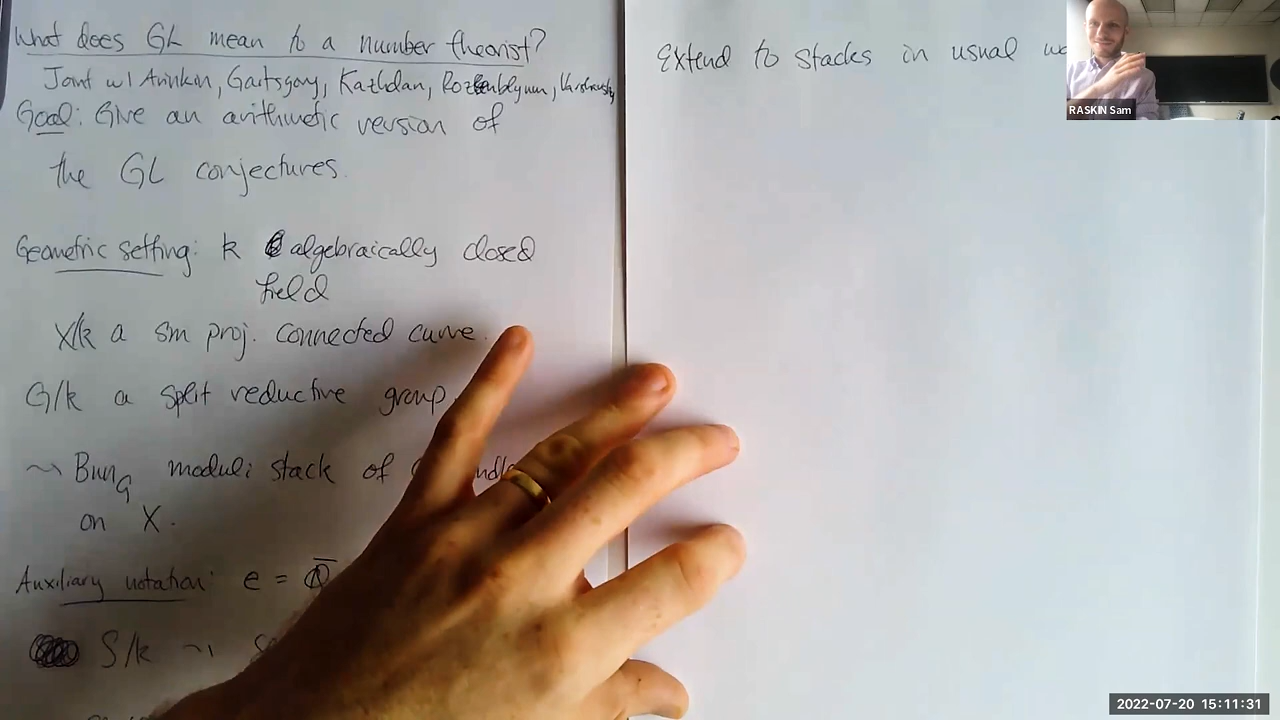 What does GL mean to a number theorist?
Joint w/ Arinkin, Gaitsgory, Kazhdan, Rozenblyum, Varshavsky
Goal: Give an arithmetic version of
the GL conjectures.
Geometric setting: k algebraically closed
field
X/k a sm proj. connected curve.
G/k a split reductive group.
~> Bun_G moduli stack of
on X.
Auxiliary notation: e =
S/k ~>
Extend to stacks in usual
RASKIN Sam
2022-07-20 15:11:31